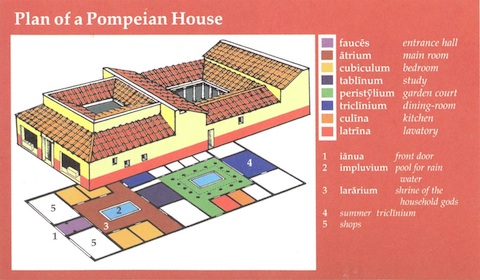 Plan of a Pompeian House
faucēs entrance hall
ātrium main room
cubiculum bedroom
tablīnum study
peristȳlium garden court
triclīnium dining-room
culīna kitchen
latrīna lavatory
1 iānua front door
2 impluvium pool for rain
water
3 larārium shrine of the
household gods
4 summer triclīnium
5 shops
4
5
2
3
1
5